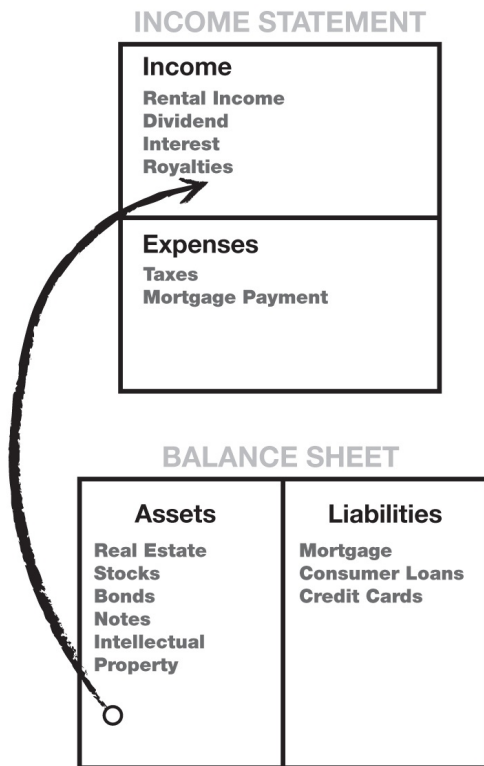 INCOME STATEMENT
Income
Rental Income
Dividend
Interest
Royalties
Expenses
Taxes
Mortgage Payment
BALANCE SHEET
Assets
Real Estate
Stocks
Bonds
Notes
Intellectual
Property
Liabilities
Mortgage
Consumer Loans
Credit Cards